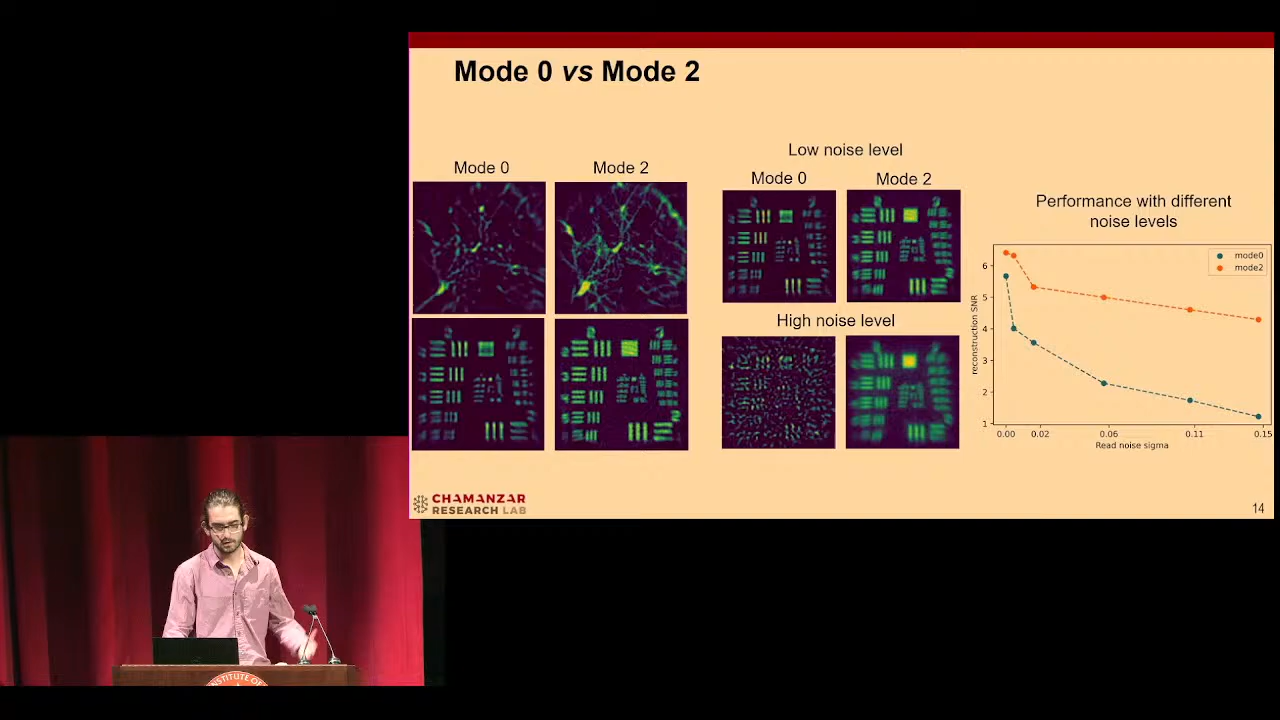 Mode 0 vs Mode 2
Mode 0
Mode 2
Low noise level
Mode 0
Mode 2
High noise level
Performance with different
noise levels
mode0
mode2
reconstruction SNR
6
5
4
3
2
1
0.00
0.02
0.06
0.11
0.15
Read noise sigma
CHAMANZAR
RESEARCH LAB
14